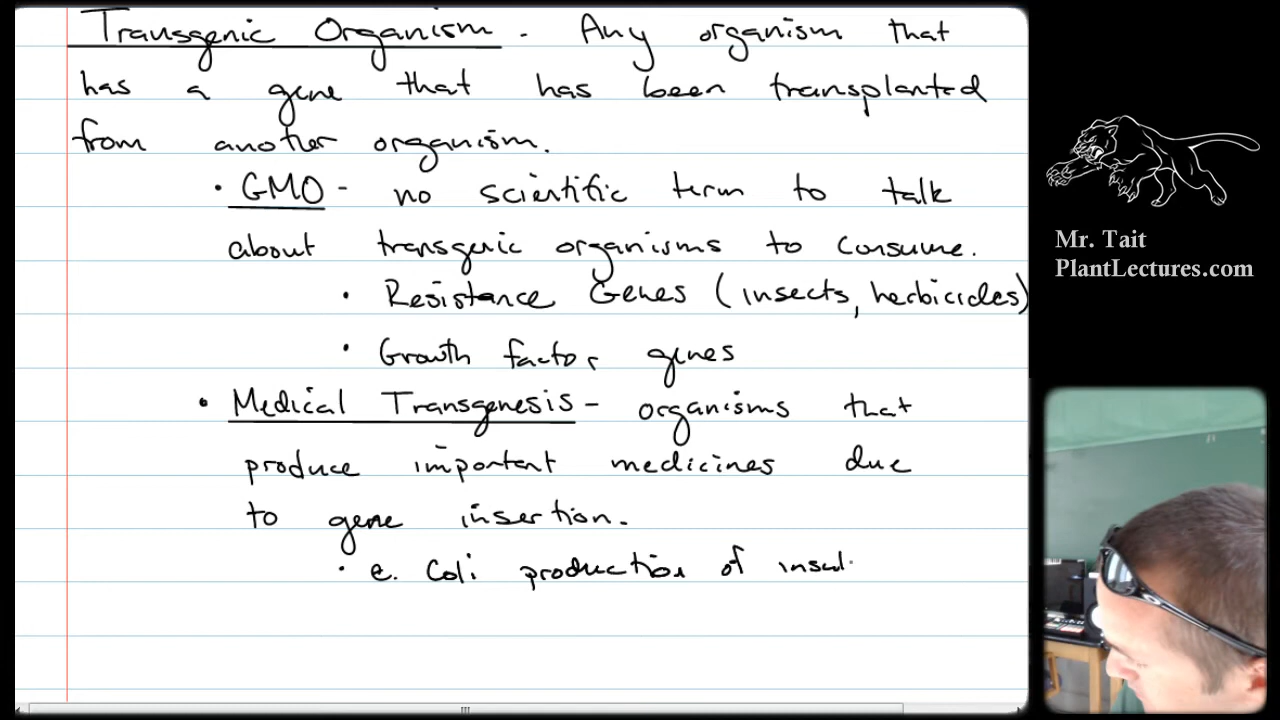 Transgenic Organism - Any organism that
has a gene that has been transplanted
from another organism.
• GMO - no scientific term to talk
about transgenic organisms to consume.
• Resistance Genes (insects, herbicides)
• Growth factor genes
• Medical Transgenesis - organisms that
produce important medicines due
to gene insertion.
• e. Coli production of insul
Mr. Tait
PlantLectures.com